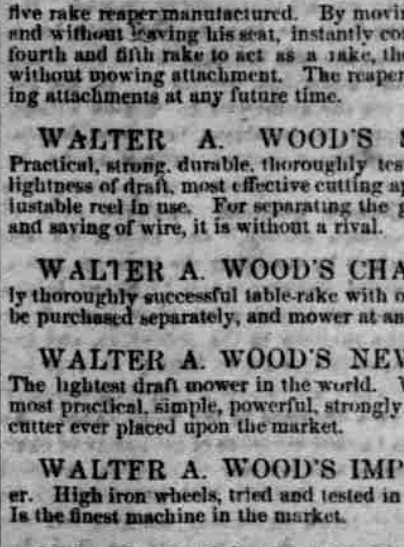 five rake reaper manufactured. By movin
and without leaving his seat, instantly co
fourth and fifth rake to act as a rake, the
without mowing attachment. The reaper
ing attachments at any future time.
WALTER A. WOOD'S S
Practical, strong, durable, thoroughly tes
lightness of draft, most effective cutting ap
justable reel in use. For separating the g
and saving of wire, it is without a rival.
WALTER A. WOOD'S CHA
ly thoroughly successful table-rake with
be purchased separately, and mower at an
WALTER A. WOOD'S NEW
The lightest draft mower in the world.
most practical, simple, powerful, strongly
cutter ever placed upon the market.
WALTER A. WOOD'S IMP
er. High iron wheels, tried and tested in
Is the finest machine in the market.